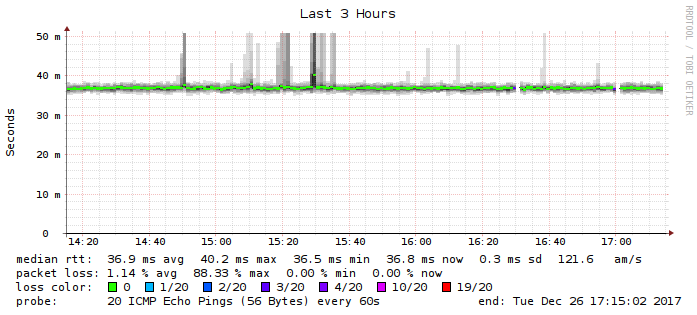 Last 3 Hours
RRDTOOL / TOBI OETIKER
Seconds
50 m
40 m
30 m
20 m
10 m
0
14:20 14:40 15:00 15:20 15:40 16:00 16:20 16:40 17:00
median rtt: 36.9 ms avg 40.2 ms max 36.5 ms min 36.8 ms now 0.3 ms sd 121.6 am/s
packet loss: 1.14 % avg 88.33 % max 0.00 % min 0.00 % now
loss color: 0 1/20 2/20 3/20 4/20 10/20 19/20
probe: 20 ICMP Echo Pings (56 Bytes) every 60s end: Tue Dec 26 17:15:02 2017